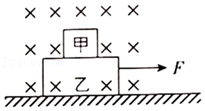 × × × × ×
× × 甲 × ×
× × 乙 × × F